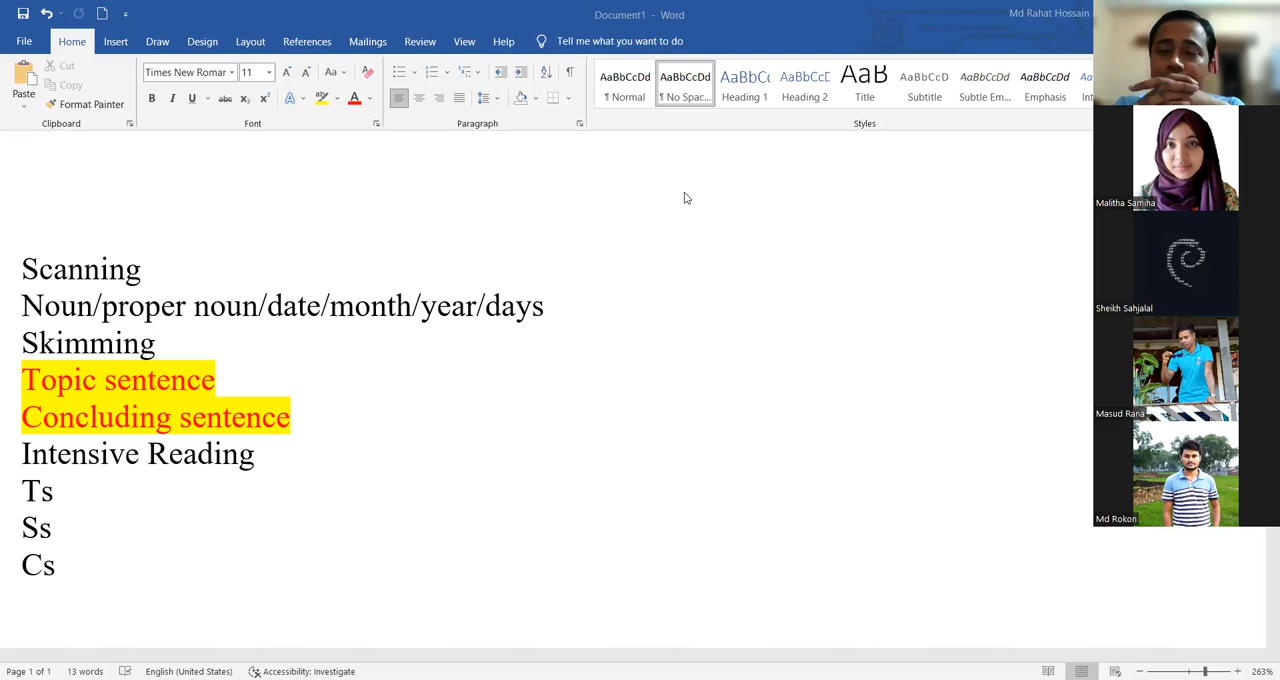 Document1 - Word
Md Rahat Hossain
File Home Insert Draw Design Layout References Mailings Review View Help Tell me what you want to do
Cut
Copy
Paste
Format Painter
Times New Romar 11
Clipboard Font Paragraph Styles
AaBbCcDd AaBbCcDd AaBbCc AaBbCcD AaB AaBbCcD AaBbCcDd AaBbCcDd
¶ Normal ¶ No Spac... Heading 1 Heading 2 Title Subtitle Subtle Em... Emphasis
Scanning
Noun/proper noun/date/month/year/days
Skimming
Topic sentence
Concluding sentence
Intensive Reading
Ts
Ss
Cs
Malitha Samiha
Sheikh Sahjalal
Masud Rana
Md Rokon
Page 1 of 1 13 words English (United States) Accessibility: Investigate 263%